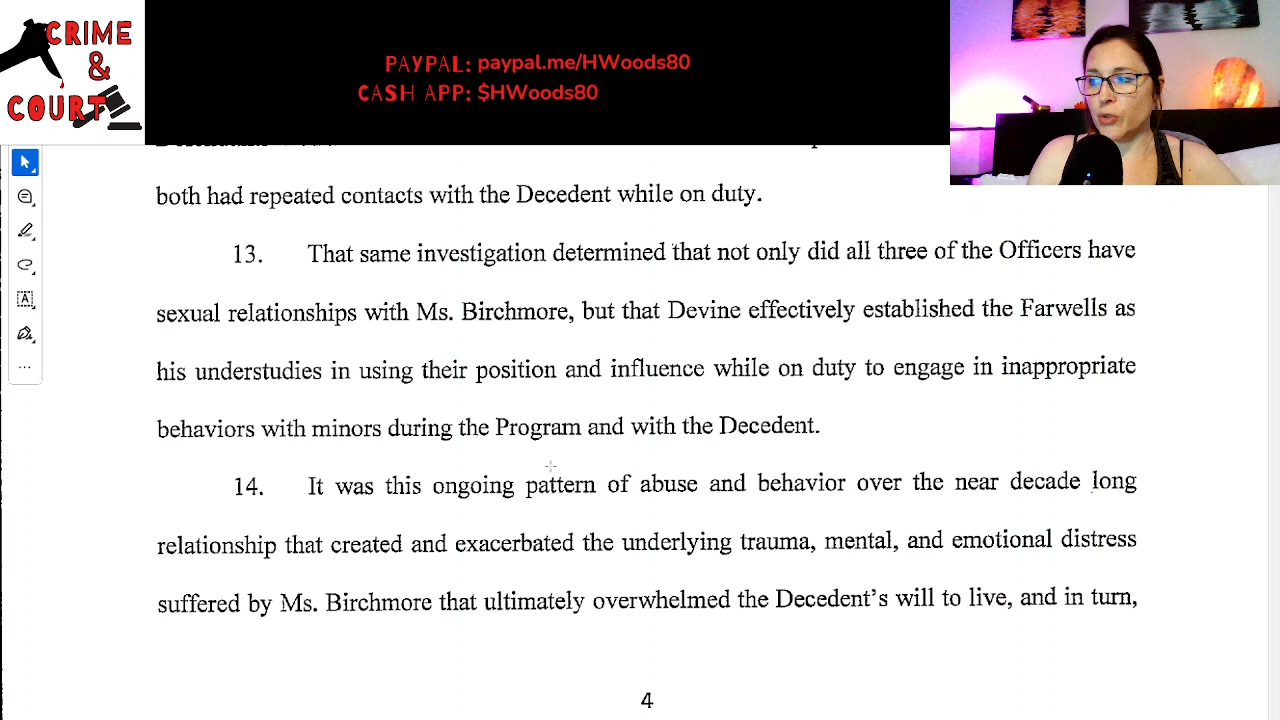 CRIME
&
COURT
PAYPAL: paypal.me/HWoods80
CASH APP: $HWoods80
both had repeated contacts with the Decedent while on duty.
13. That same investigation determined that not only did all three of the Officers have
sexual relationships with Ms. Birchmore, but that Devine effectively established the Farwells as
his understudies in using their position and influence while on duty to engage in inappropriate
behaviors with minors during the Program and with the Decedent.
14. It was this ongoing pattern of abuse and behavior over the near decade long
relationship that created and exacerbated the underlying trauma, mental, and emotional distress
suffered by Ms. Birchmore that ultimately overwhelmed the Decedent's will to live, and in turn,
4